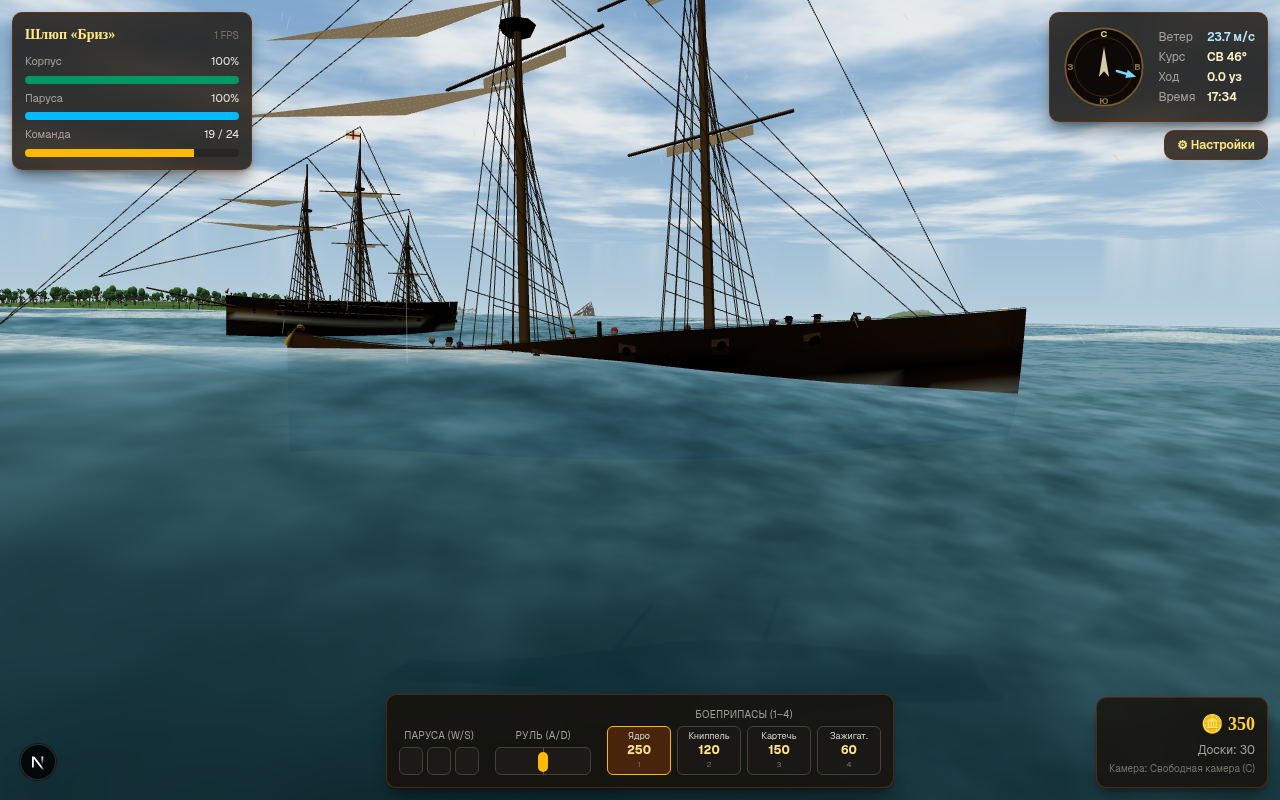 Шлюп «Бриз»
1 FPS
Корпус 100%
Паруса 100%
Команда 19 / 24
С
З В
Ю
Ветер 23.7 м/с
Курс СВ 46°
Ход 0.0 уз
Время 17:34
⚙ Настройки
ПАРУСА (W/S)
РУЛЬ (A/D)
БОЕПРИПАСЫ (1–4)
Ядро Книппель Картечь Зажигат.
250 120 150 60
1 2 3 4
350
Доски: 30
Камера: Свободная камера (C)
N